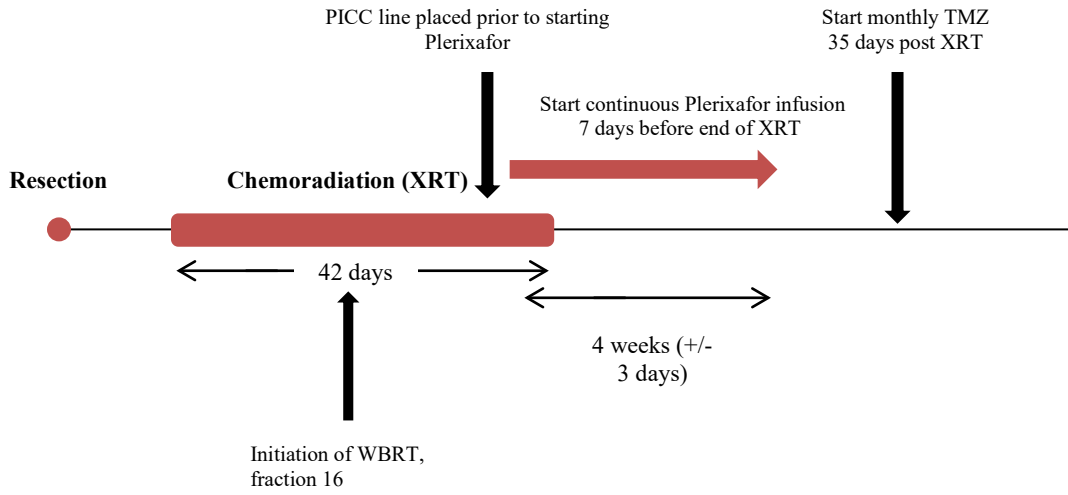 PICC line placed prior to starting
Plerixafor
Start monthly TMZ
35 days post XRT
Start continuous Plerixafor infusion
7 days before end of XRT
Resection
Chemoradiation (XRT)
42 days
4 weeks (+/-
3 days)
Initiation of WBRT,
fraction 16